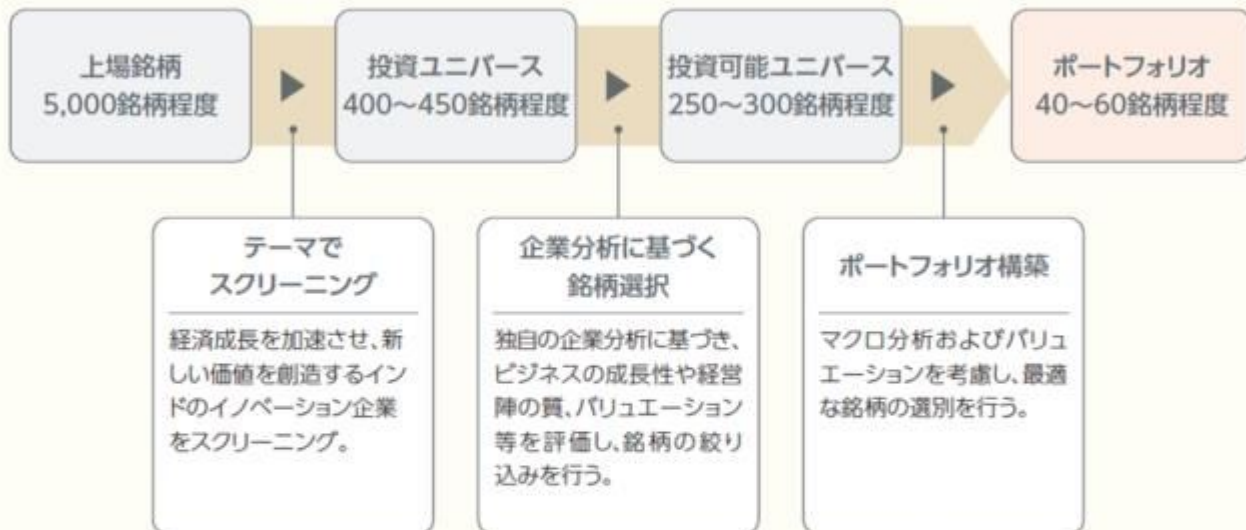 上場銘柄
5,000銘柄程度
投資ユニバース
400～450銘柄程度
投資可能ユニバース
250～300銘柄程度
ポートフォリオ
40～60銘柄程度
テーマで
スクリーニング
経済成長を加速させ、新
しい価値を創造するイン
ドのイノベーション企業
をスクリーニング。
企業分析に基づく
銘柄選択
独自の企業分析に基づき、
ビジネスの成長性や経営
陣の質、バリュエーション
等を評価し、銘柄の絞り
込みを行う。
ポートフォリオ構築
マクロ分析およびバリュ
エーションを考慮し、最適
な銘柄の選別を行う。